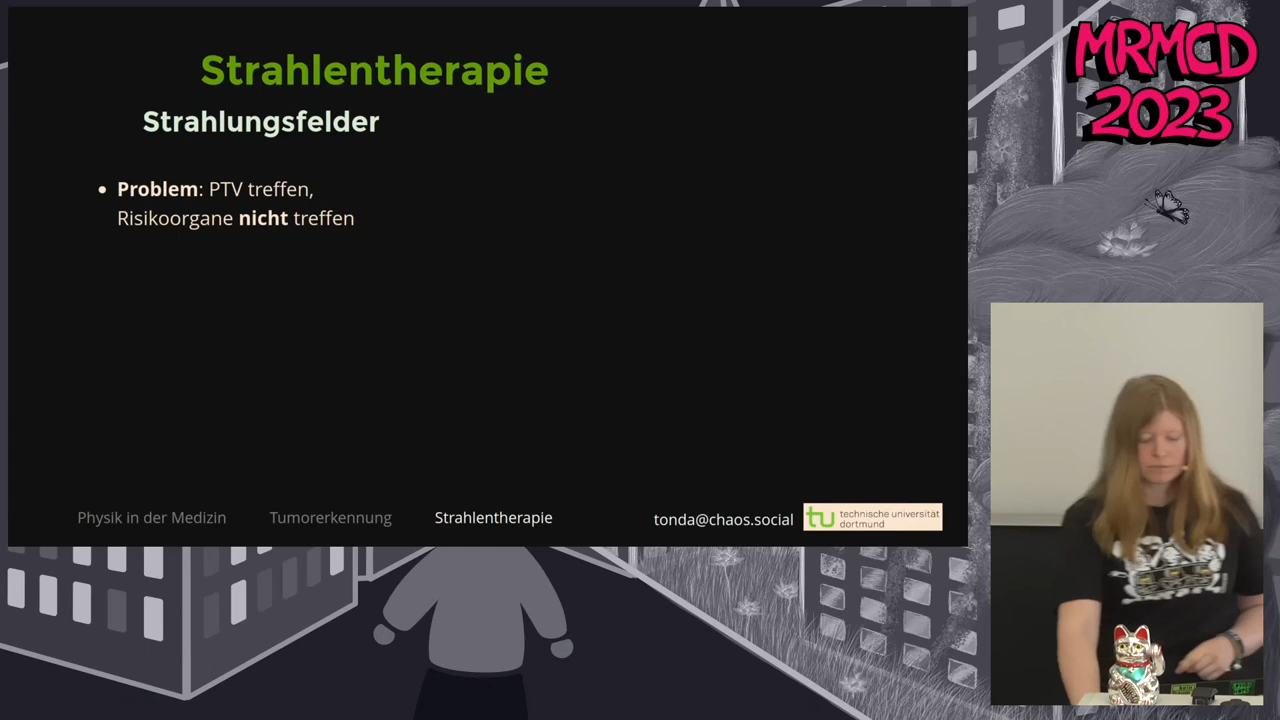 Strahlentherapie
Strahlungsfelder
• Problem: PTV treffen,
Risikoorgane nicht treffen
Physik in der Medizin
Tumorerkennung
Strahlentherapie
tonda@chaos.social
tu technische universität
dortmund
MRMCD
2023